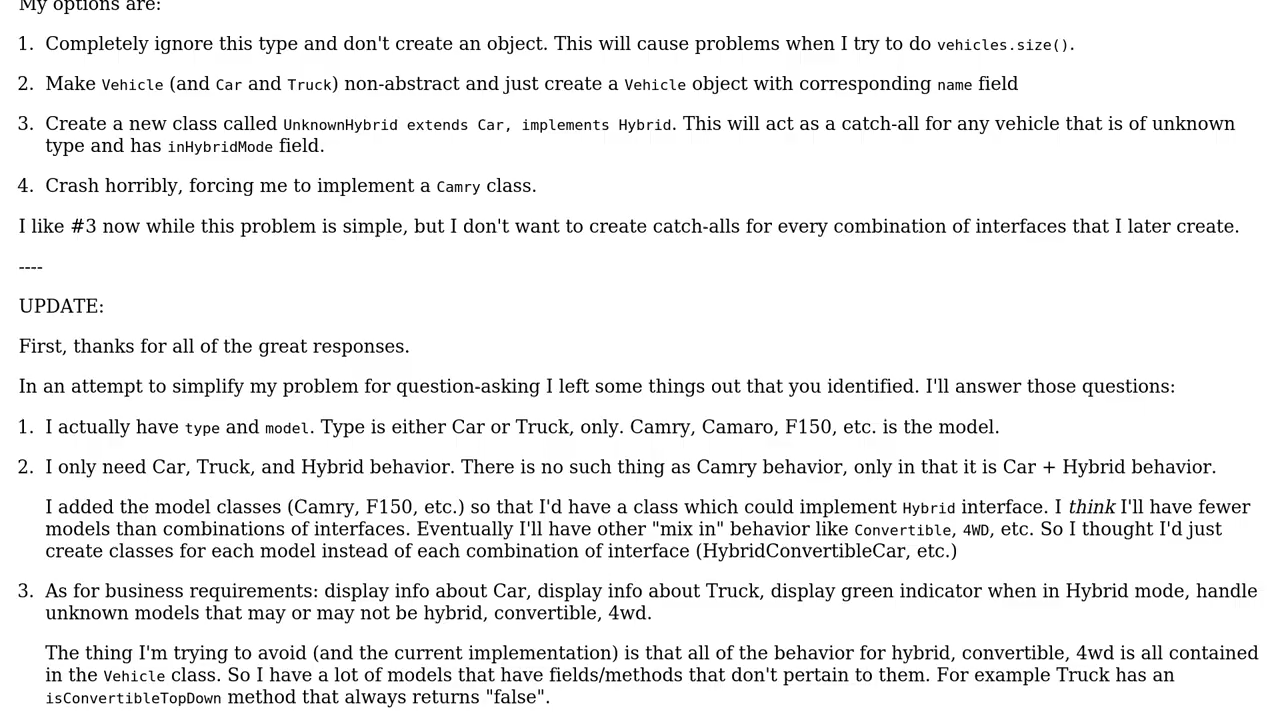 My options are:
1. Completely ignore this type and don't create an object. This will cause problems when I try to do vehicles.size().
2. Make Vehicle (and Car and Truck) non-abstract and just create a Vehicle object with corresponding name field
3. Create a new class called UnknownHybrid extends Car, implements Hybrid. This will act as a catch-all for any vehicle that is of unknown
type and has inHybridMode field.
4. Crash horribly, forcing me to implement a Camry class.
I like #3 now while this problem is simple, but I don't want to create catch-alls for every combination of interfaces that I later create.
----
UPDATE:
First, thanks for all of the great responses.
In an attempt to simplify my problem for question-asking I left some things out that you identified. I'll answer those questions:
1. I actually have type and model. Type is either Car or Truck, only. Camry, Camaro, F150, etc. is the model.
2. I only need Car, Truck, and Hybrid behavior. There is no such thing as Camry behavior, only in that it is Car + Hybrid behavior.
I added the model classes (Camry, F150, etc.) so that I'd have a class which could implement Hybrid interface. I think I'll have fewer
models than combinations of interfaces. Eventually I'll have other "mix in" behavior like Convertible, 4WD, etc. So I thought I'd just
create classes for each model instead of each combination of interface (HybridConvertibleCar, etc.)
3. As for business requirements: display info about Car, display info about Truck, display green indicator when in Hybrid mode, handle
unknown models that may or may not be hybrid, convertible, 4wd.
The thing I'm trying to avoid (and the current implementation) is that all of the behavior for hybrid, convertible, 4wd is all contained
in the Vehicle class. So I have a lot of models that have fields/methods that don't pertain to them. For example Truck has an
isConvertibleTopDown method that always returns "false".